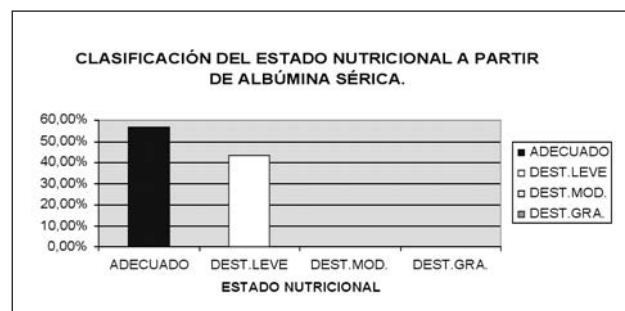 CLASIFICACIÓN DEL ESTADO NUTRICIONAL A PARTIR
DE ALBÚMINA SÉRICA.
60,00%
50,00%
40,00%
30,00%
20,00%
10,00%
0,00%
ADECUADO DEST.LEVE DEST.MOD. DEST.GRA.
ESTADO NUTRICIONAL
ADECUADO
DEST.LEVE
DEST.MOD.
DEST.GRA.